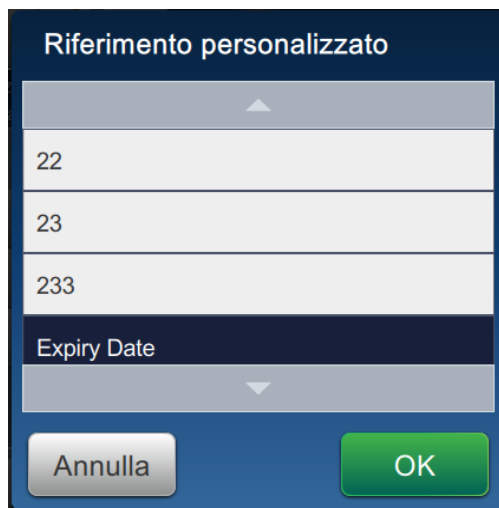 Riferimento personalizzato
22
23
233
Expiry Date
Annulla
OK